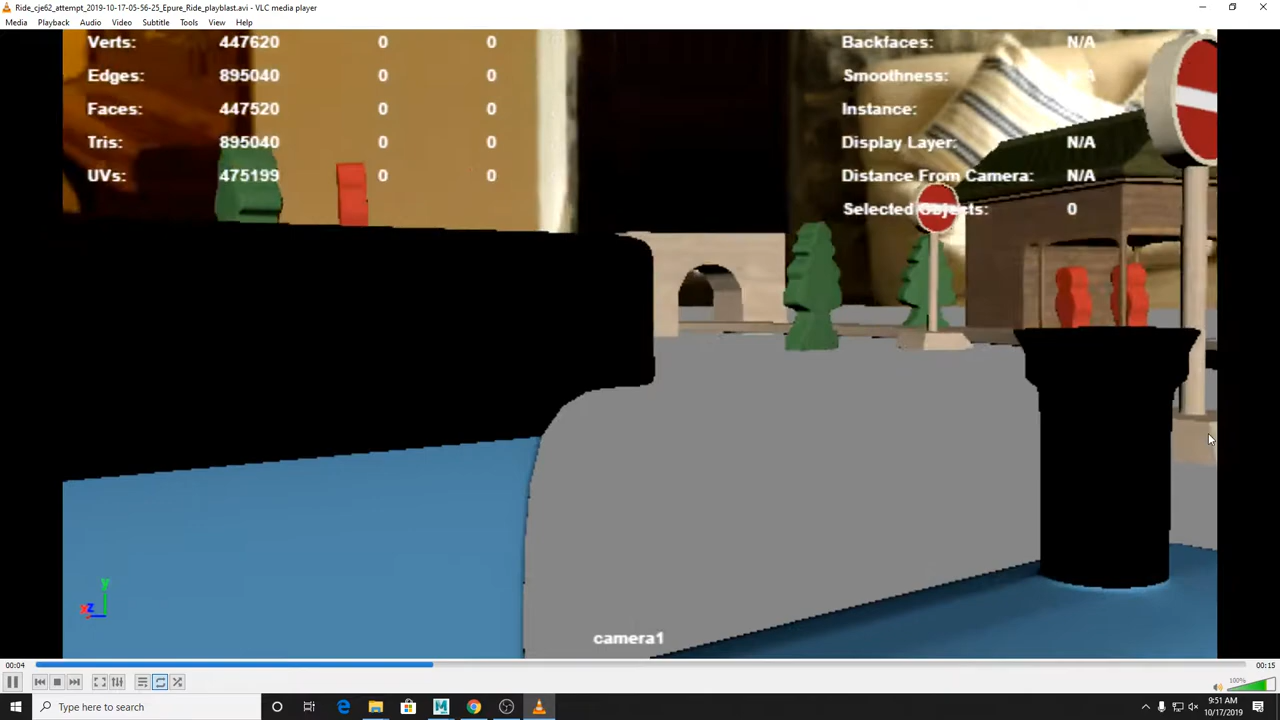 Ride_cje62_attempt_2019-10-17-05-56-25_Epure_Ride_playblast.avi - VLC media player
Media Playback Audio Video Subtitle Tools View Help
Verts: 447620 0 0
Edges: 895040 0 0
Faces: 447520 0 0
Tris: 895040 0 0
UVs: 475199 0 0
Backfaces: N/A
Smoothness: N/A
Instance:
Display Layer: N/A
Distance From Camera: N/A
Selected Objects: 0
y
xz
camera1
00:04
00:15
100%
Type here to search
9:51 AM
10/17/2019